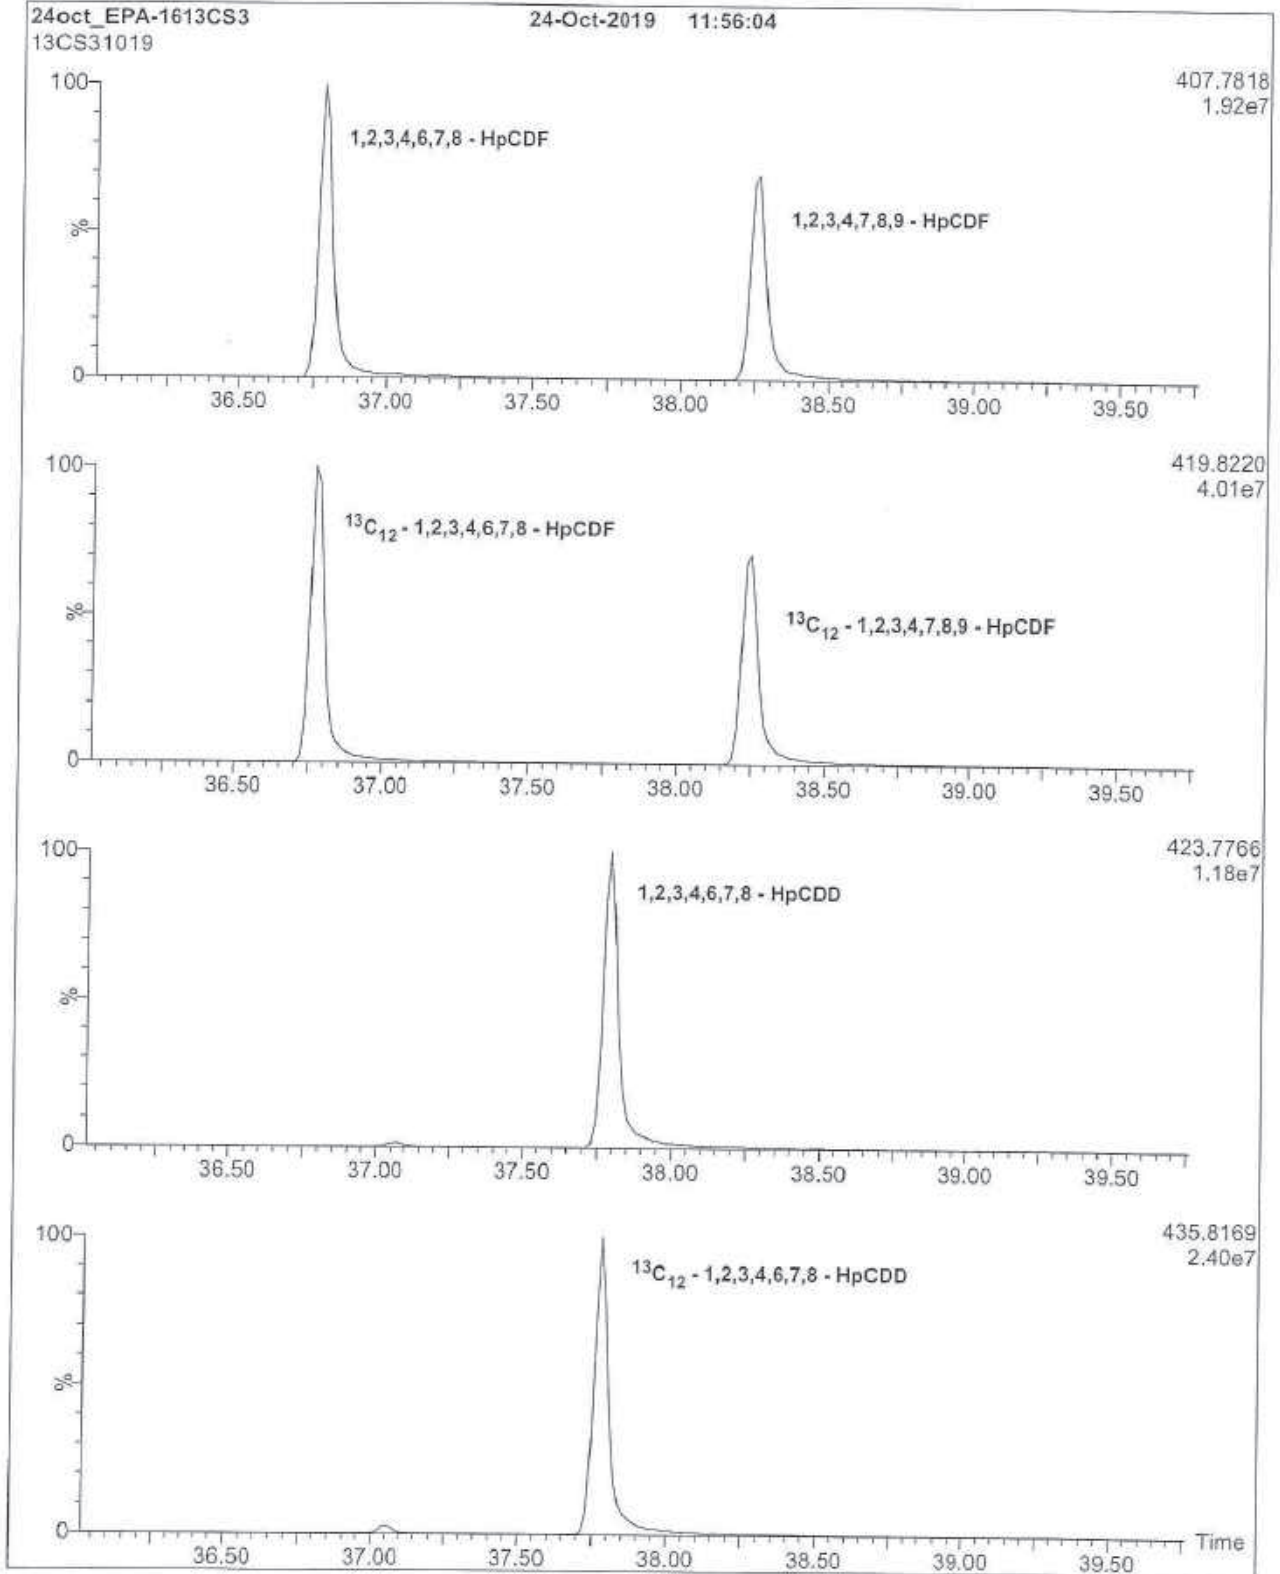 24oct_EPA-1613CS3 24-Oct-2019 11:56:04
13CS31019
407.7818
1.92e7
100
1,2,3,4,6,7,8 - HpCDF
1,2,3,4,7,8,9 - HpCDF
%
0
36.50 37.00 37.50 38.00 38.50 39.00 39.50
419.8220
4.01e7
100
¹³C₁₂ - 1,2,3,4,6,7,8 - HpCDF
¹³C₁₂ - 1,2,3,4,7,8,9 - HpCDF
%
0
36.50 37.00 37.50 38.00 38.50 39.00 39.50
423.7766
1.18e7
100
1,2,3,4,6,7,8 - HpCDD
%
0
36.50 37.00 37.50 38.00 38.50 39.00 39.50
435.8169
2.40e7
100
¹³C₁₂ - 1,2,3,4,6,7,8 - HpCDD
%
0
Time
36.50 37.00 37.50 38.00 38.50 39.00 39.50